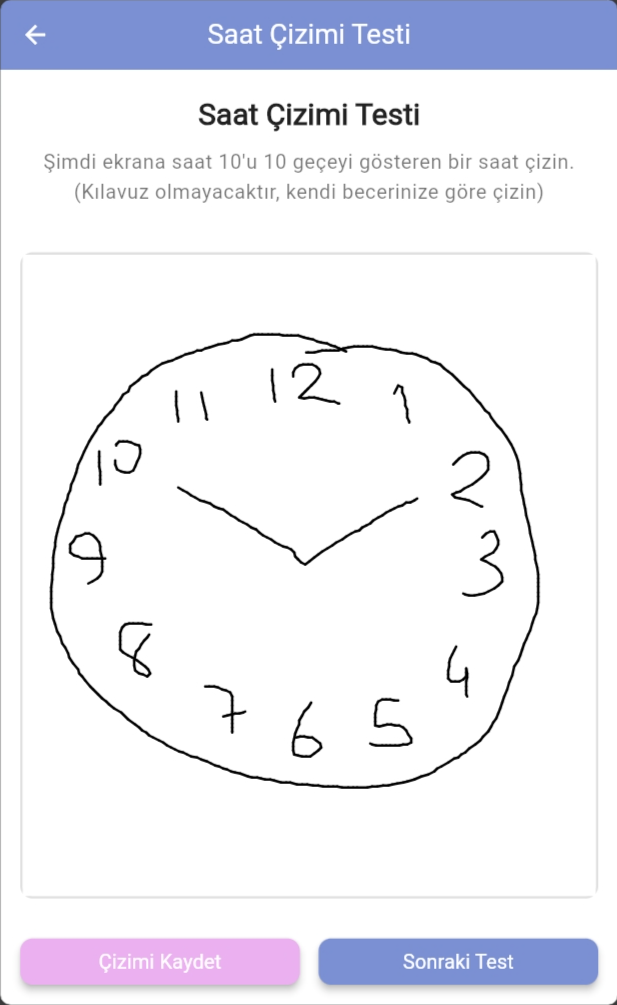 Saat Çizimi Testi
Saat Çizimi Testi
Şimdi ekrana saat 10'u 10 geçeyi gösteren bir saat çizin.
(Kılavuz olmayacaktır, kendi becerinize göre çizin)
12
11
1
10
2
9
3
8
4
7
6
5
Çizimi Kaydet
Sonraki Test